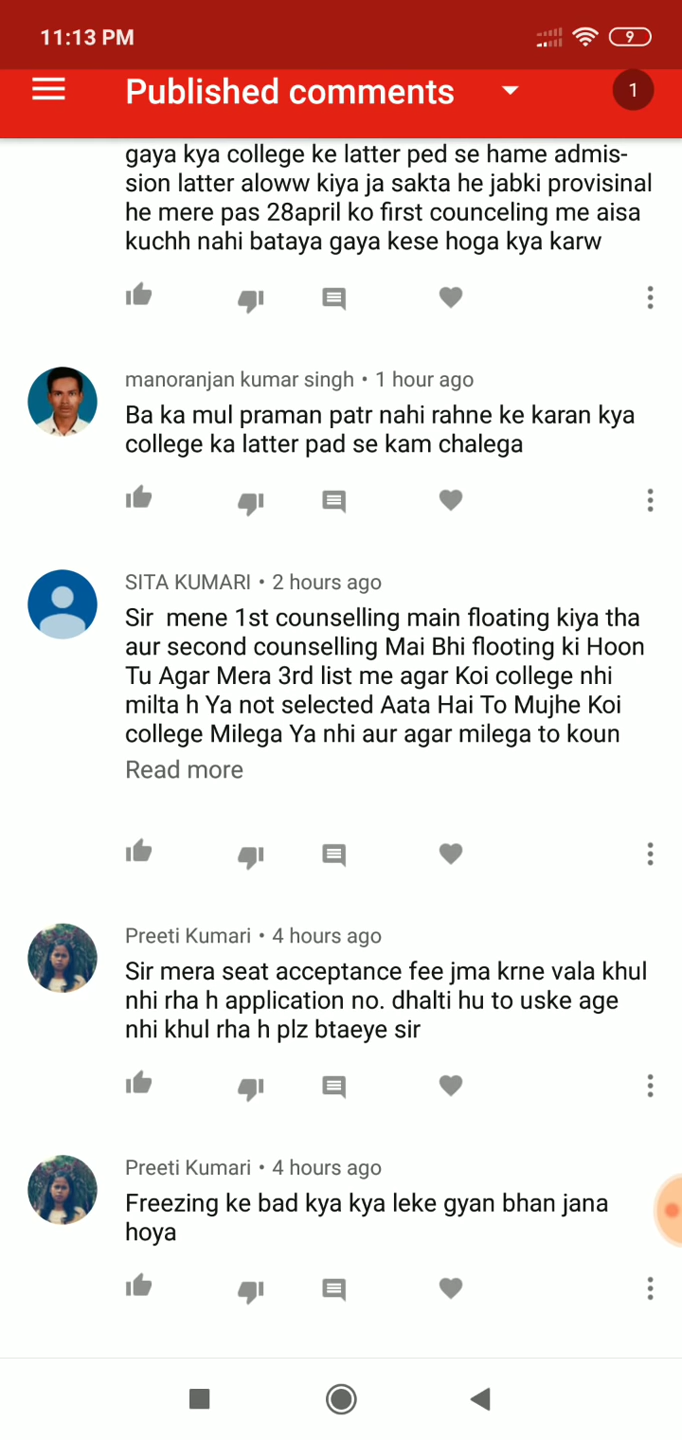 11:13 PM
9
Published comments
1
gaya kya college ke latter ped se hame admis-
sion latter aloww kiya ja sakta he jabki provisinal
he mere pas 28april ko first counceling me aisa
kuchh nahi bataya gaya kese hoga kya karw
manoranjan kumar singh • 1 hour ago
Ba ka mul praman patr nahi rahne ke karan kya
college ka latter pad se kam chalega
SITA KUMARI • 2 hours ago
Sir mene 1st counselling main floating kiya tha
aur second counselling Mai Bhi flooting ki Hoon
Tu Agar Mera 3rd list me agar Koi college nhi
milta h Ya not selected Aata Hai To Mujhe Koi
college Milega Ya nhi aur agar milega to koun
Read more
Preeti Kumari • 4 hours ago
Sir mera seat acceptance fee jma krne vala khul
nhi rha h application no. dhalti hu to uske age
nhi khul rha h plz btaeye sir
Preeti Kumari • 4 hours ago
Freezing ke bad kya kya leke gyan bhan jana
hoya